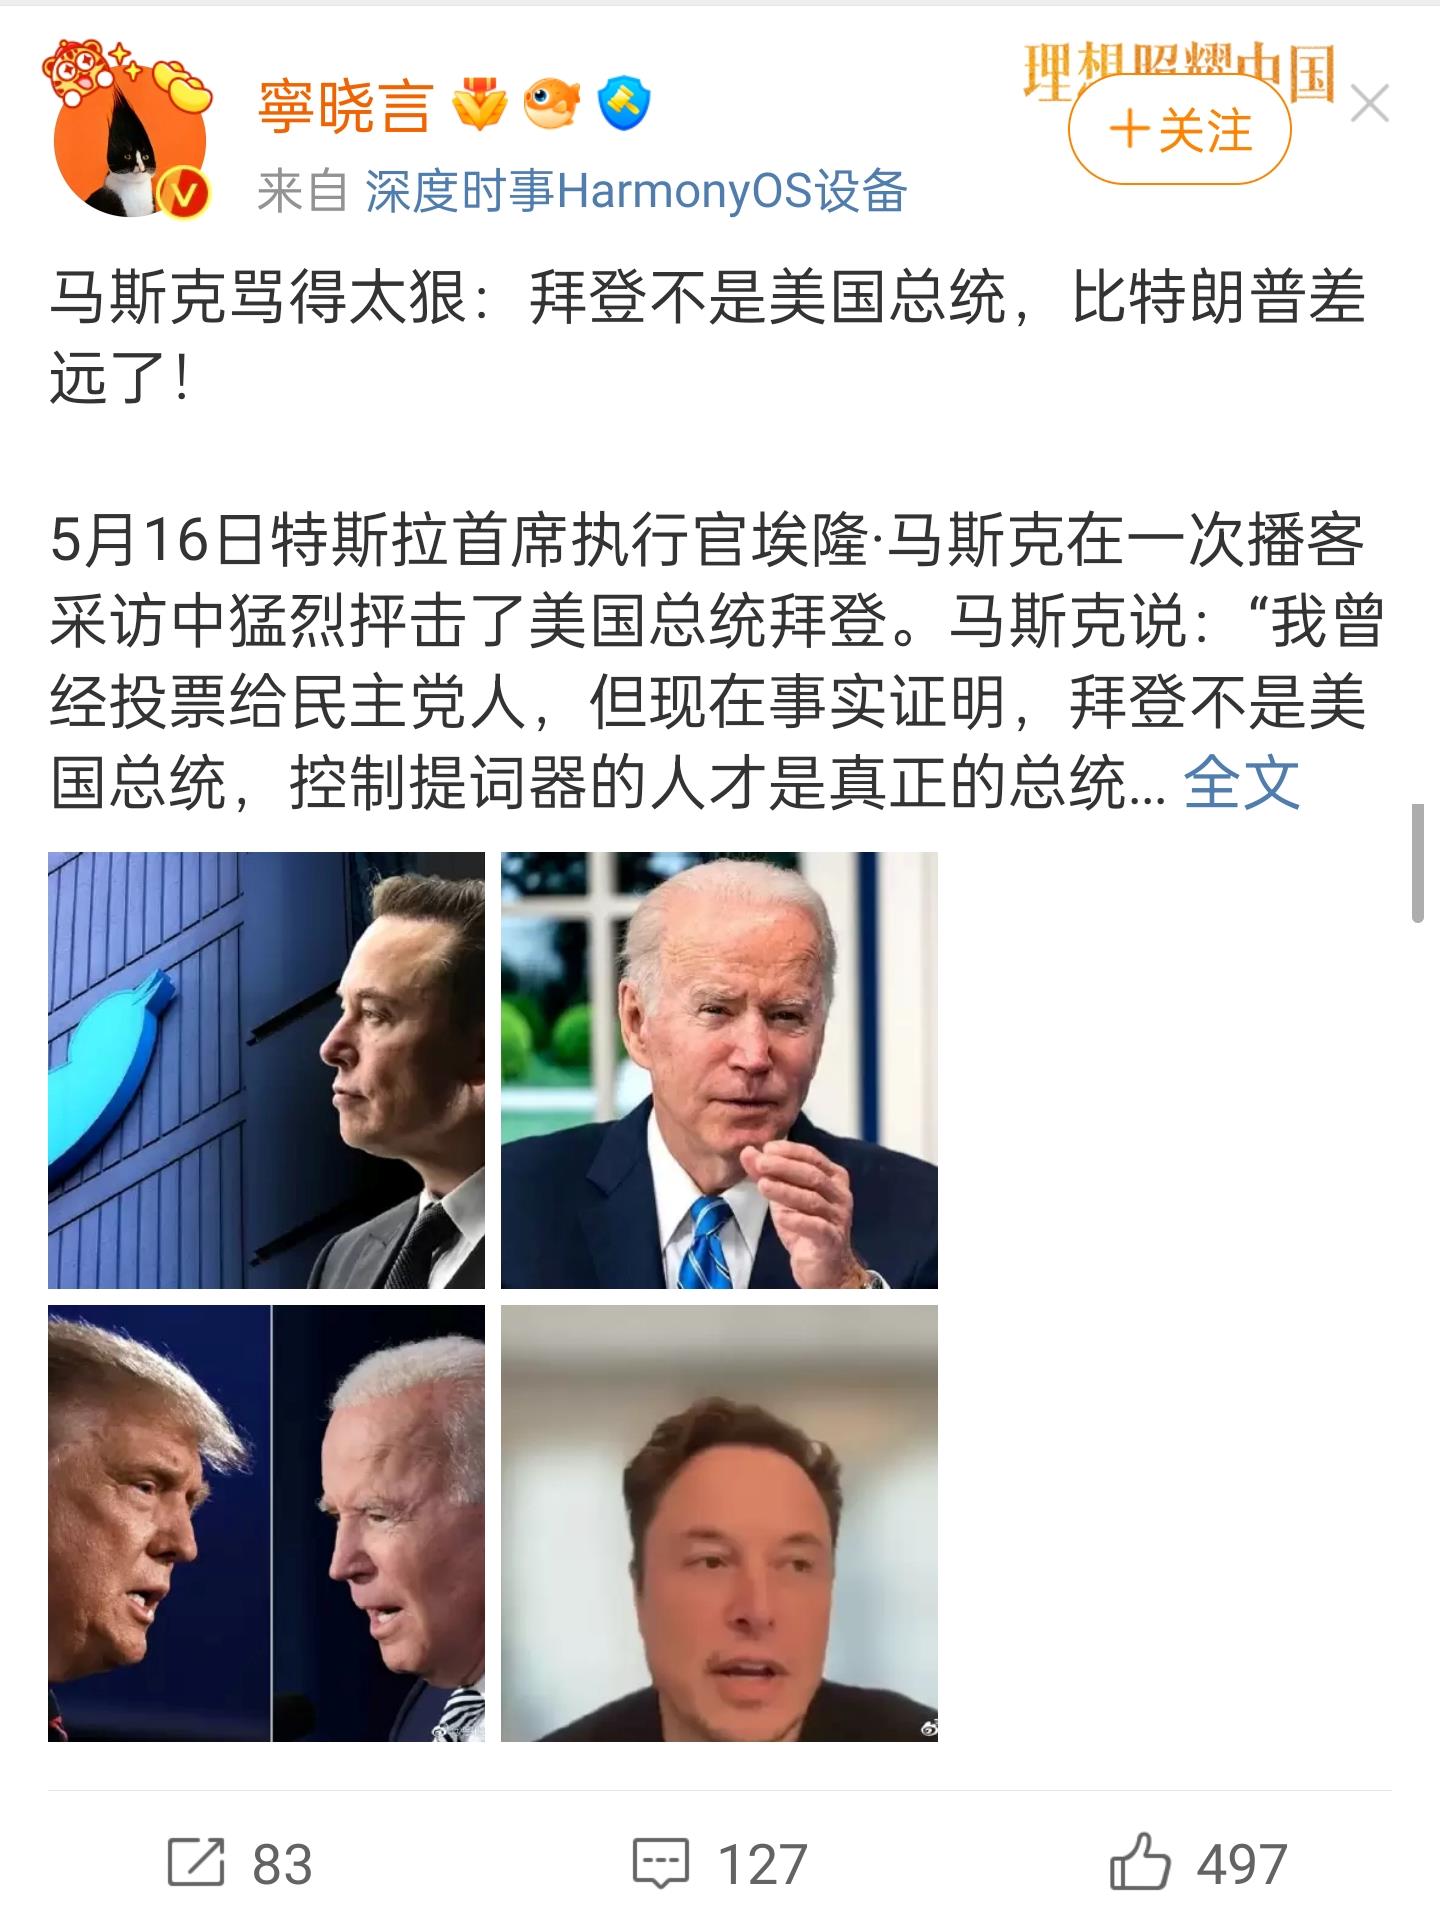 理想照耀中国
寧晓言
+关注
来自 深度时事HarmonyOS设备
马斯克骂得太狠：拜登不是美国总统，比特朗普差
远了！
5月16日特斯拉首席执行官埃隆·马斯克在一次播客
采访中猛烈抨击了美国总统拜登。马斯克说：“我曾
经投票给民主党人，但现在事实证明，拜登不是美
国总统，控制提词器的人才是真正的总统... 全文
83
127
497